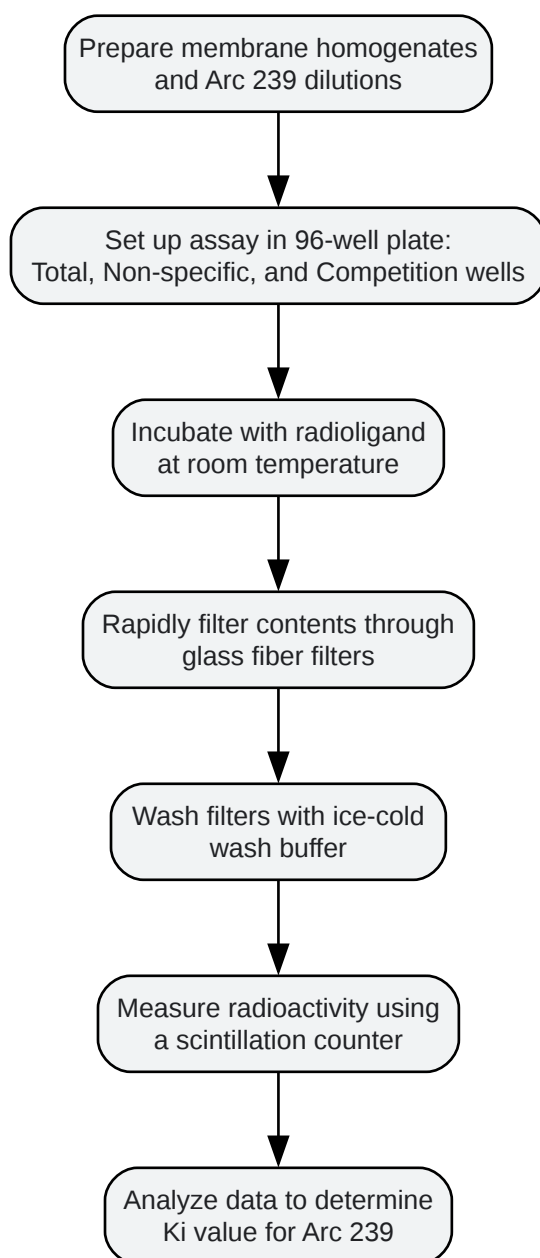 Prepare membrane homogenates
and Arc 239 dilutions
Set up assay in 96-well plate:
Total, Non-specific, and Competition wells
Incubate with radioligand
at room temperature
Rapidly filter contents through
glass fiber filters
Wash filters with ice-cold
wash buffer
Measure radioactivity using
a scintillation counter
Analyze data to determine
Ki value for Arc 239